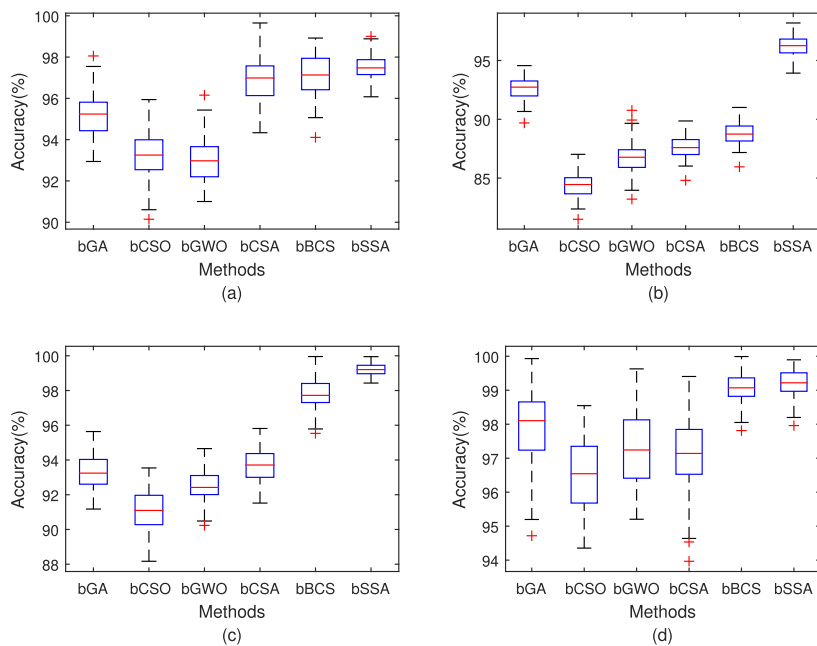 100
98
96
94
92
90
Accuracy(%)
bGA bCSO bGWO bCSA bBCS bSSA
Methods
(a)
95
90
85
Accuracy(%)
bGA bCSO bGWO bCSA bBCS bSSA
Methods
(b)
100
98
96
94
92
90
88
Accuracy(%)
bGA bCSO bGWO bCSA bBCS bSSA
Methods
(c)
100
99
98
97
96
95
94
Accuracy(%)
bGA bCSO bGWO bCSA bBCS bSSA
Methods
(d)